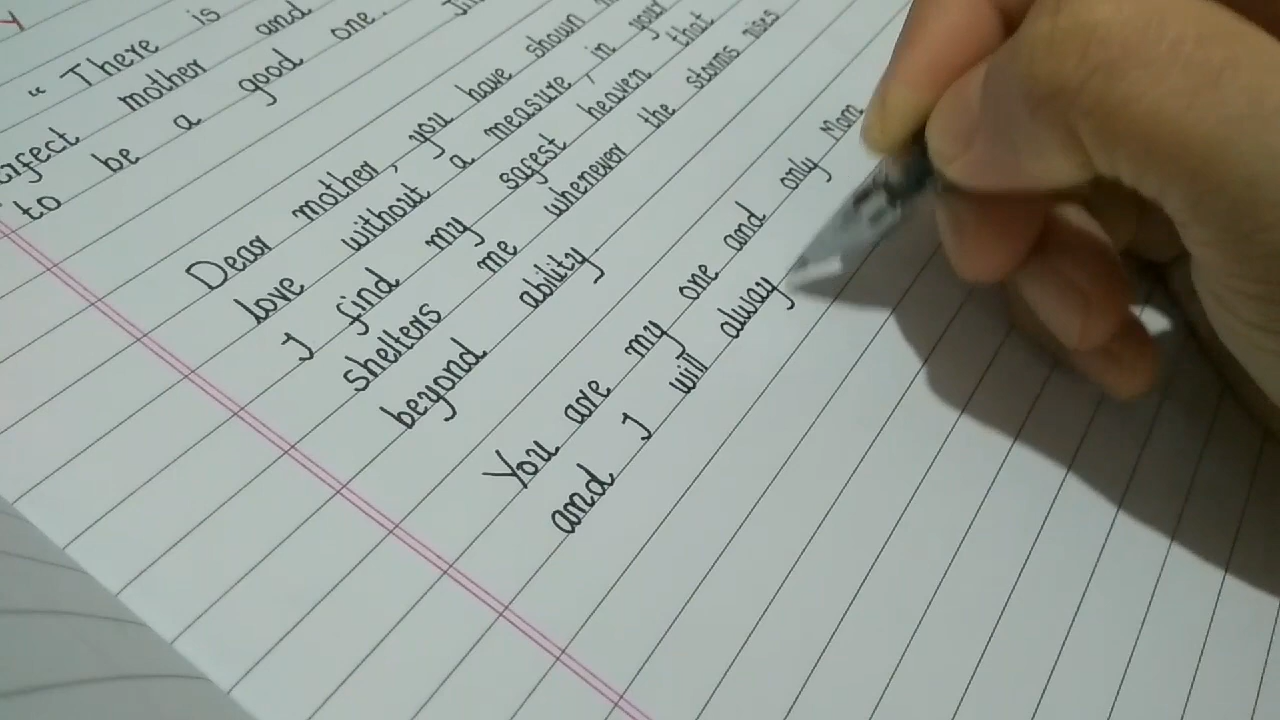 “ There is
mother and
to be a good one.
Dear mother, you have shown
love without a measure, in your
I find my safest heaven that
shelters me whenever the storms rises
beyond ability.
You are my one and only Mom
and I will alway